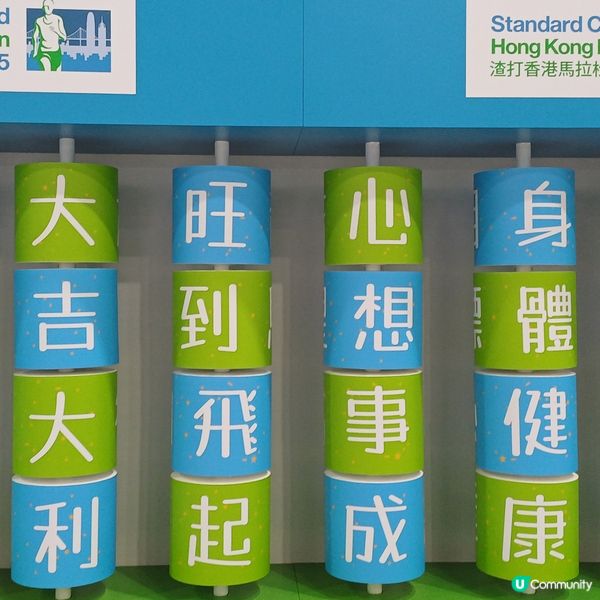 Standard C
Hong Kong
渣打香港馬拉
大吉大利
旺到飛起
心想事成
身體健康
U Community